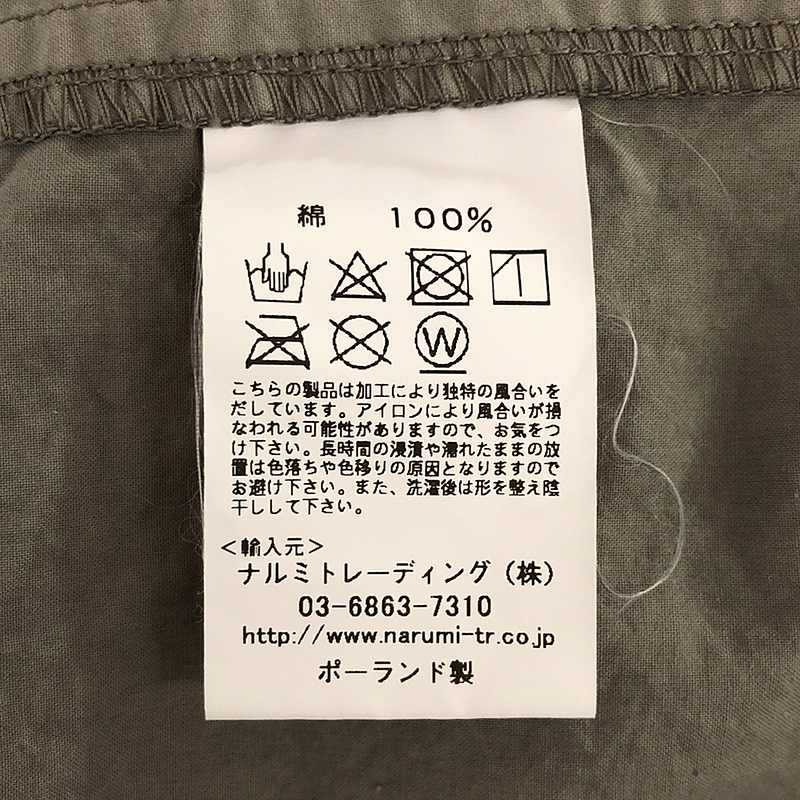 綿 100%
W
こちらの製品は加工により独特の風合いを
だしています。アイロンにより風合いが損
なわれる可能性がありますので、お気をつ
け下さい。長時間の浸漬や濡れたままの放
置は色落ちや色移りの原因となりますので
お避け下さい。また、洗濯後は形を整え陰
干しして下さい。
<輸入元>
ナルミトレーディング(株)
03-6863-7310
http://www.narumi-tr.co.jp
ポーランド製